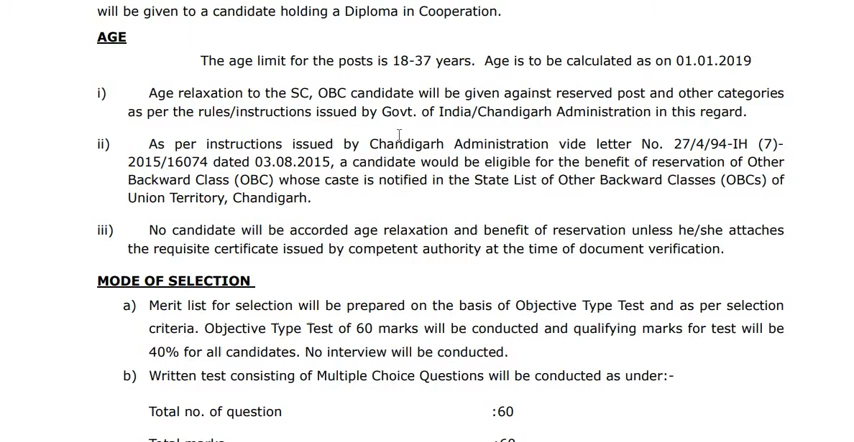 will be given to a candidate holding a Diploma in Cooperation.
AGE
The age limit for the posts is 18-37 years. Age is to be calculated as on 01.01.2019
i) Age relaxation to the SC, OBC candidate will be given against reserved post and other categories
as per the rules/instructions issued by Govt. of India/Chandigarh Administration in this regard.
ii) As per instructions issued by Chandigarh Administration vide letter No. 27/4/94-IH (7)-
2015/16074 dated 03.08.2015, a candidate would be eligible for the benefit of reservation of Other
Backward Class (OBC) whose caste is notified in the State List of Other Backward Classes (OBCs) of
Union Territory, Chandigarh.
iii) No candidate will be accorded age relaxation and benefit of reservation unless he/she attaches
the requisite certificate issued by competent authority at the time of document verification.
MODE OF SELECTION
a) Merit list for selection will be prepared on the basis of Objective Type Test and as per selection
criteria. Objective Type Test of 60 marks will be conducted and qualifying marks for test will be
40% for all candidates. No interview will be conducted.
b) Written test consisting of Multiple Choice Questions will be conducted as under:-
Total no. of question :60